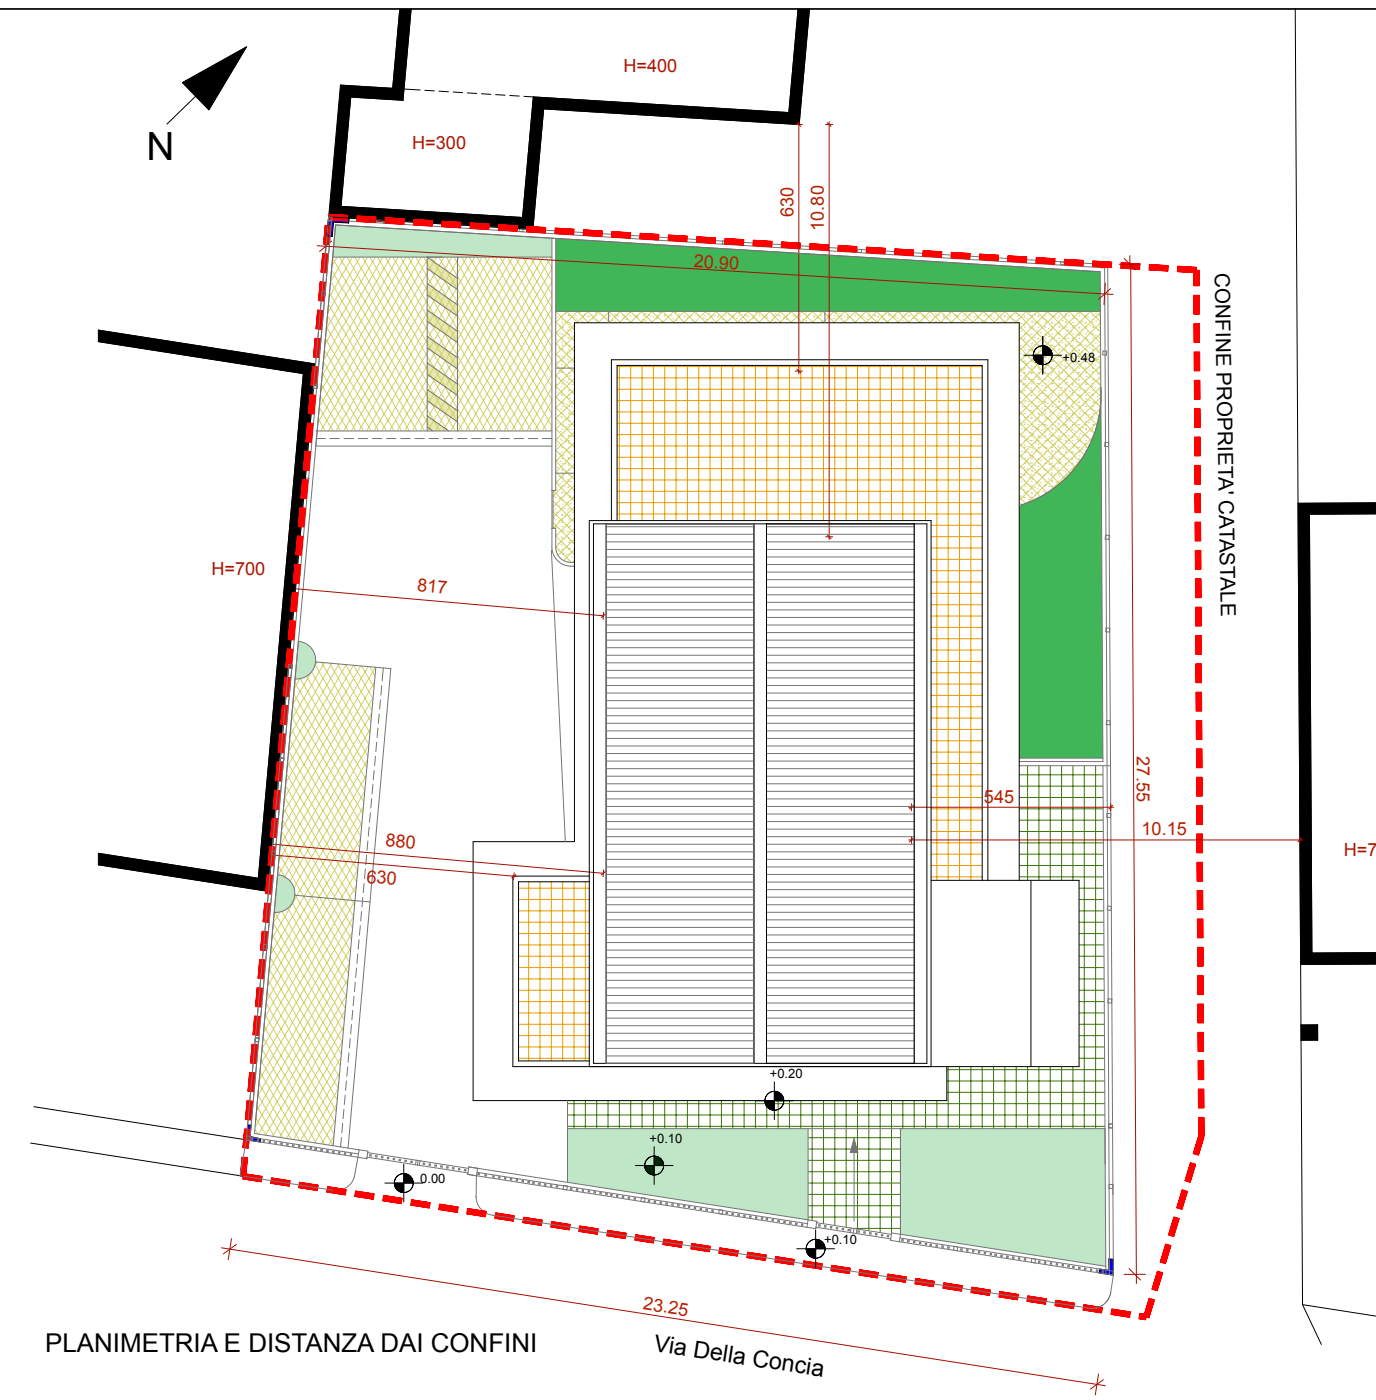 H=400
N
H=300
630
10.80
20.90
CONFINE PROPRIETA' CATASTALE
+0.48
H=700
817
27.55
545
10.15
880
630
H=7
+0.20
+0.10
0.00
+0.10
23.25
PLANIMETRIA E DISTANZA DAI CONFINI
Via Della Concia